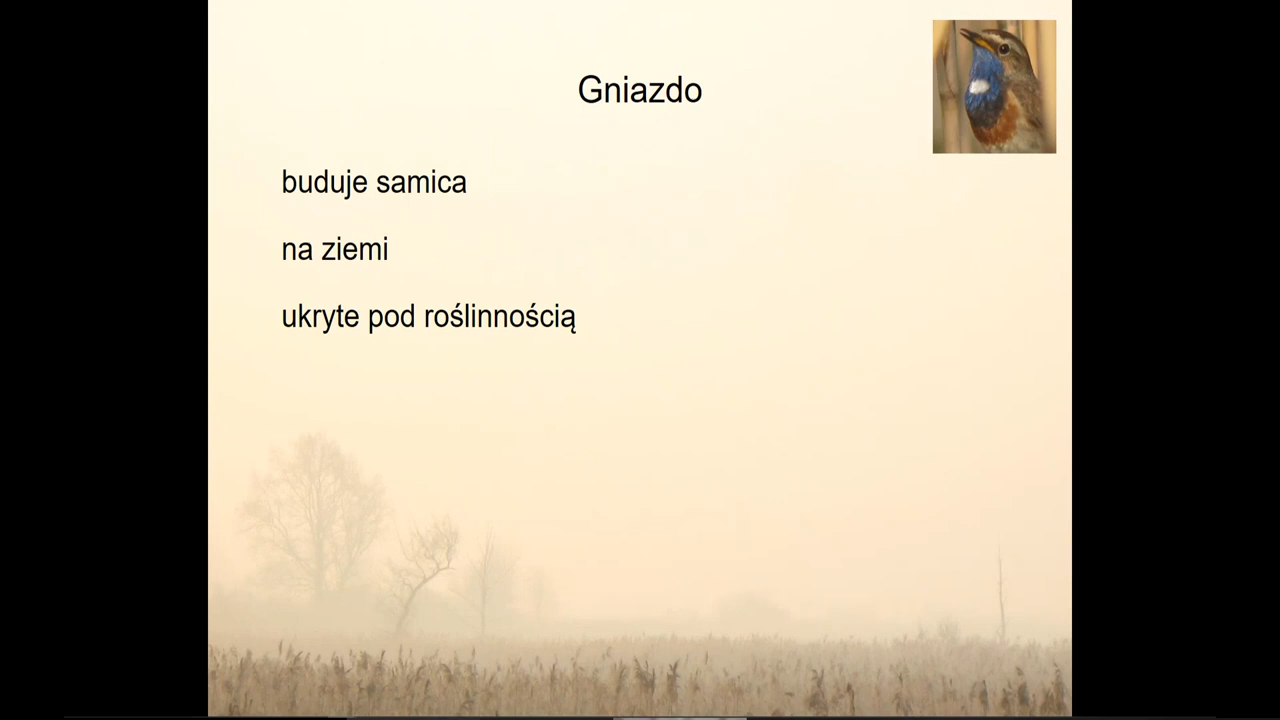 Gniazdo
buduje samica
na ziemi
ukryte pod roślinnością